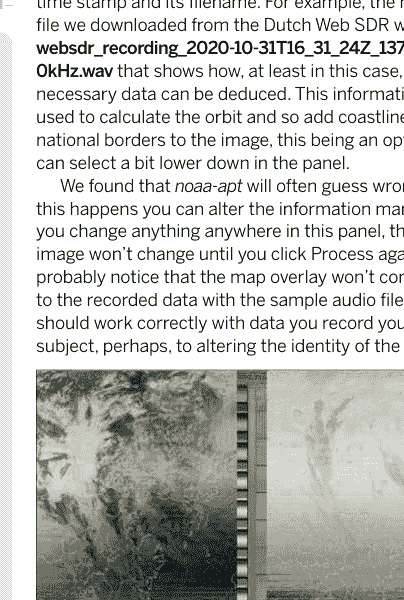 time stamp and its filename. For example, the
file we downloaded from the Dutch Web SDR w
websdr_recording_2020-10-31T16_31_24Z_137
0kHz.wav that shows how, at least in this case,
necessary data can be deduced. This informati
used to calculate the orbit and so add coastline
national borders to the image, this being an op
can select a bit lower down in the panel.
We found that noaa-apt will often guess wro
this happens you can alter the information ma
you change anything anywhere in this panel, th
image won't change until you click Process aga
probably notice that the map overlay won't co
to the recorded data with the sample audio file
should work correctly with data you record you
subject, perhaps, to altering the identity of the